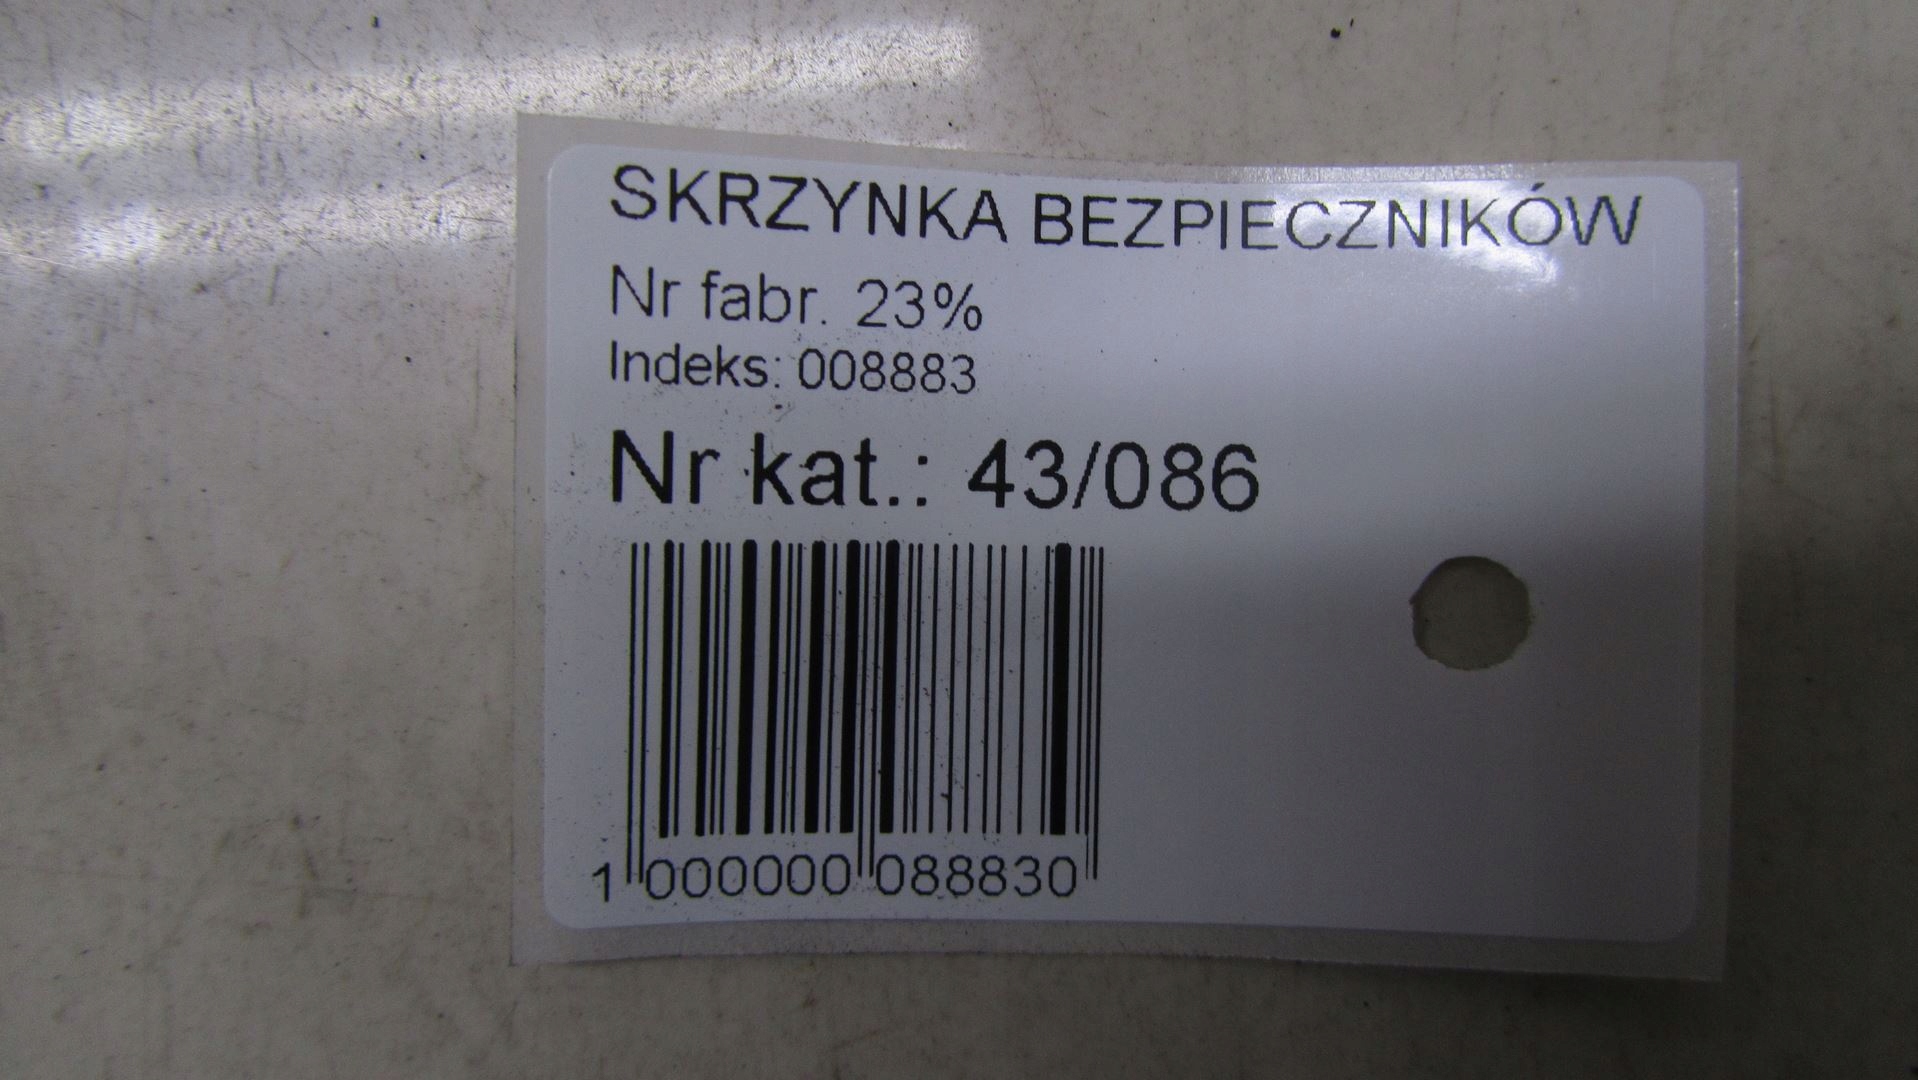 SKRZYNKA BEZPIECZNIKÓW
Nr fabr. 23%
Indeks: 008883
Nr kat.: 43/086
1 000000 088830